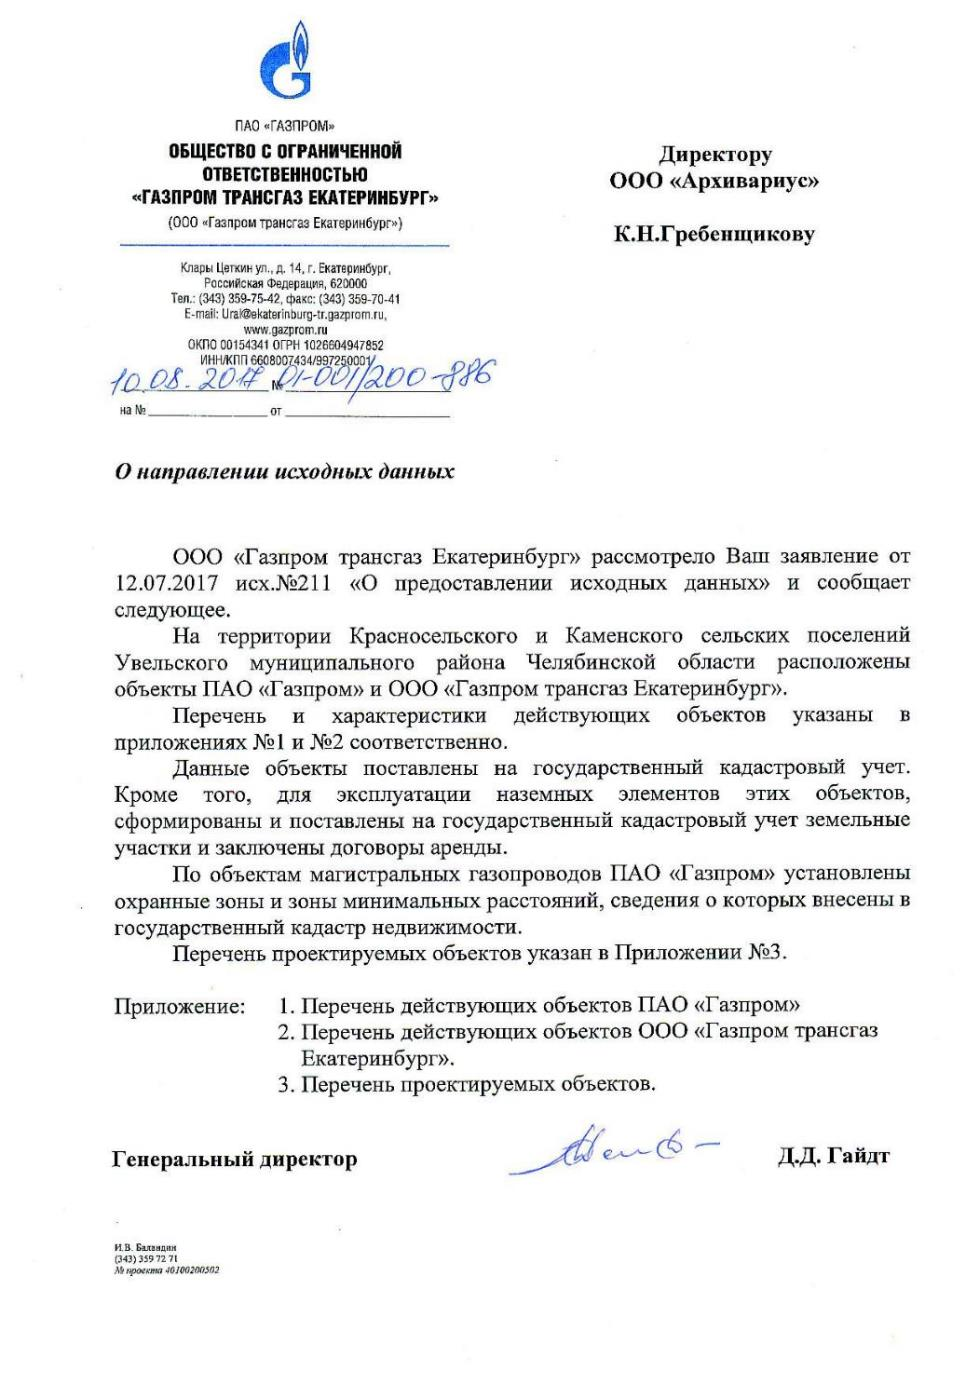 ПАО «ГАЗПРОМ»
ОБЩЕСТВО С ОГРАНИЧЕННОЙ
ОТВЕТСТВЕННОСТЬЮ
«ГАЗПРОМ ТРАНСГАЗ ЕКАТЕРИНБУРГ»
(ООО «Газпром трансгаз Екатеринбург»)
Клары Цеткин ул., д. 14, г. Екатеринбург,
Российская Федерация, 620000
Тел.: (343) 359-75-42, факс: (343) 359-70-41
E-mail: Ural@ekaterinburg-tr.gazprom.ru,
www.gazprom.ru
ОКПО 00154341 ОГРН 1026604947852
ИНН/КПП 6608007434/997250001
10.08.2017 № 01-001/200-886
на № ____________ от ____________
Директору
ООО «Архивариус»
К.Н.Гребенщикову
О направлении исходных данных
ООО «Газпром трансгаз Екатеринбург» рассмотрело Ваш заявление от
12.07.2017 исх.№211 «О предоставлении исходных данных» и сообщает
следующее.
На территории Красносельского и Каменского сельских поселений
Увельского муниципального района Челябинской области расположены
объекты ПАО «Газпром» и ООО «Газпром трансгаз Екатеринбург».
Перечень и характеристики действующих объектов указаны в
приложениях №1 и №2 соответственно.
Данные объекты поставлены на государственный кадастровый учет.
Кроме того, для эксплуатации наземных элементов этих объектов,
сформированы и поставлены на государственный кадастровый учет земельные
участки и заключены договоры аренды.
По объектам магистральных газопроводов ПАО «Газпром» установлены
охранные зоны и зоны минимальных расстояний, сведения о которых внесены в
государственный кадастр недвижимости.
Перечень проектируемых объектов указан в Приложении №3.
Приложение: 1. Перечень действующих объектов ПАО «Газпром»
2. Перечень действующих объектов ООО «Газпром трансгаз
Екатеринбург».
3. Перечень проектируемых объектов.
Генеральный директор Д.Д. Гайдт
И.В. Баландин
(343) 359 72 71
№ проекта 40100200502